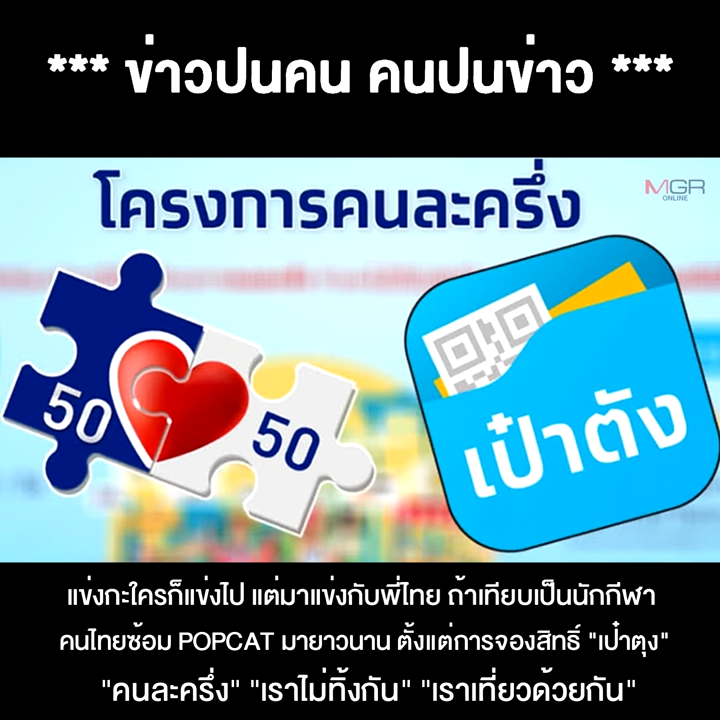 *** ข่าวปนคน คนปนข่าว ***
โครงการคนละครึ่ง
MGR
ONLINE
50
50
เป๋าตัง
แข่งกะใครก็แข่งไป แต่มาแข่งกับพี่ไทย ถ้าเทียบเป็นนักกีฬา
คนไทยซ้อม POPCAT มายาวนาน ตั้งแต่การจองสิทธิ์ "เป๋าตุง"
"คนละครึ่ง" "เราไม่ทิ้งกัน" "เราเที่ยวด้วยกัน"